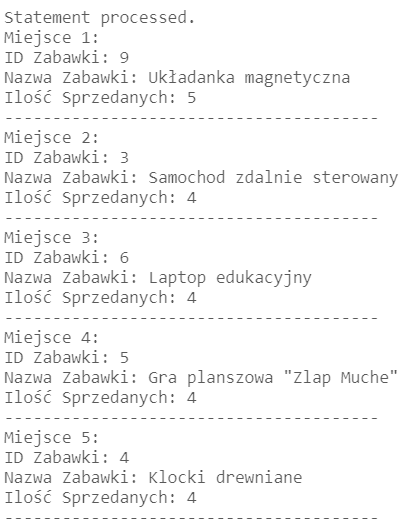 Statement processed.
Miejsce 1:
ID Zabawki: 9
Nazwa Zabawki: Układanka magnetyczna
Ilość Sprzedanych: 5
---------------------------------------
Miejsce 2:
ID Zabawki: 3
Nazwa Zabawki: Samochod zdalnie sterowany
Ilość Sprzedanych: 4
---------------------------------------
Miejsce 3:
ID Zabawki: 6
Nazwa Zabawki: Laptop edukacyjny
Ilość Sprzedanych: 4
---------------------------------------
Miejsce 4:
ID Zabawki: 5
Nazwa Zabawki: Gra planszowa "Zlap Muche"
Ilość Sprzedanych: 4
---------------------------------------
Miejsce 5:
ID Zabawki: 4
Nazwa Zabawki: Klocki drewniane
Ilość Sprzedanych: 4
---------------------------------------